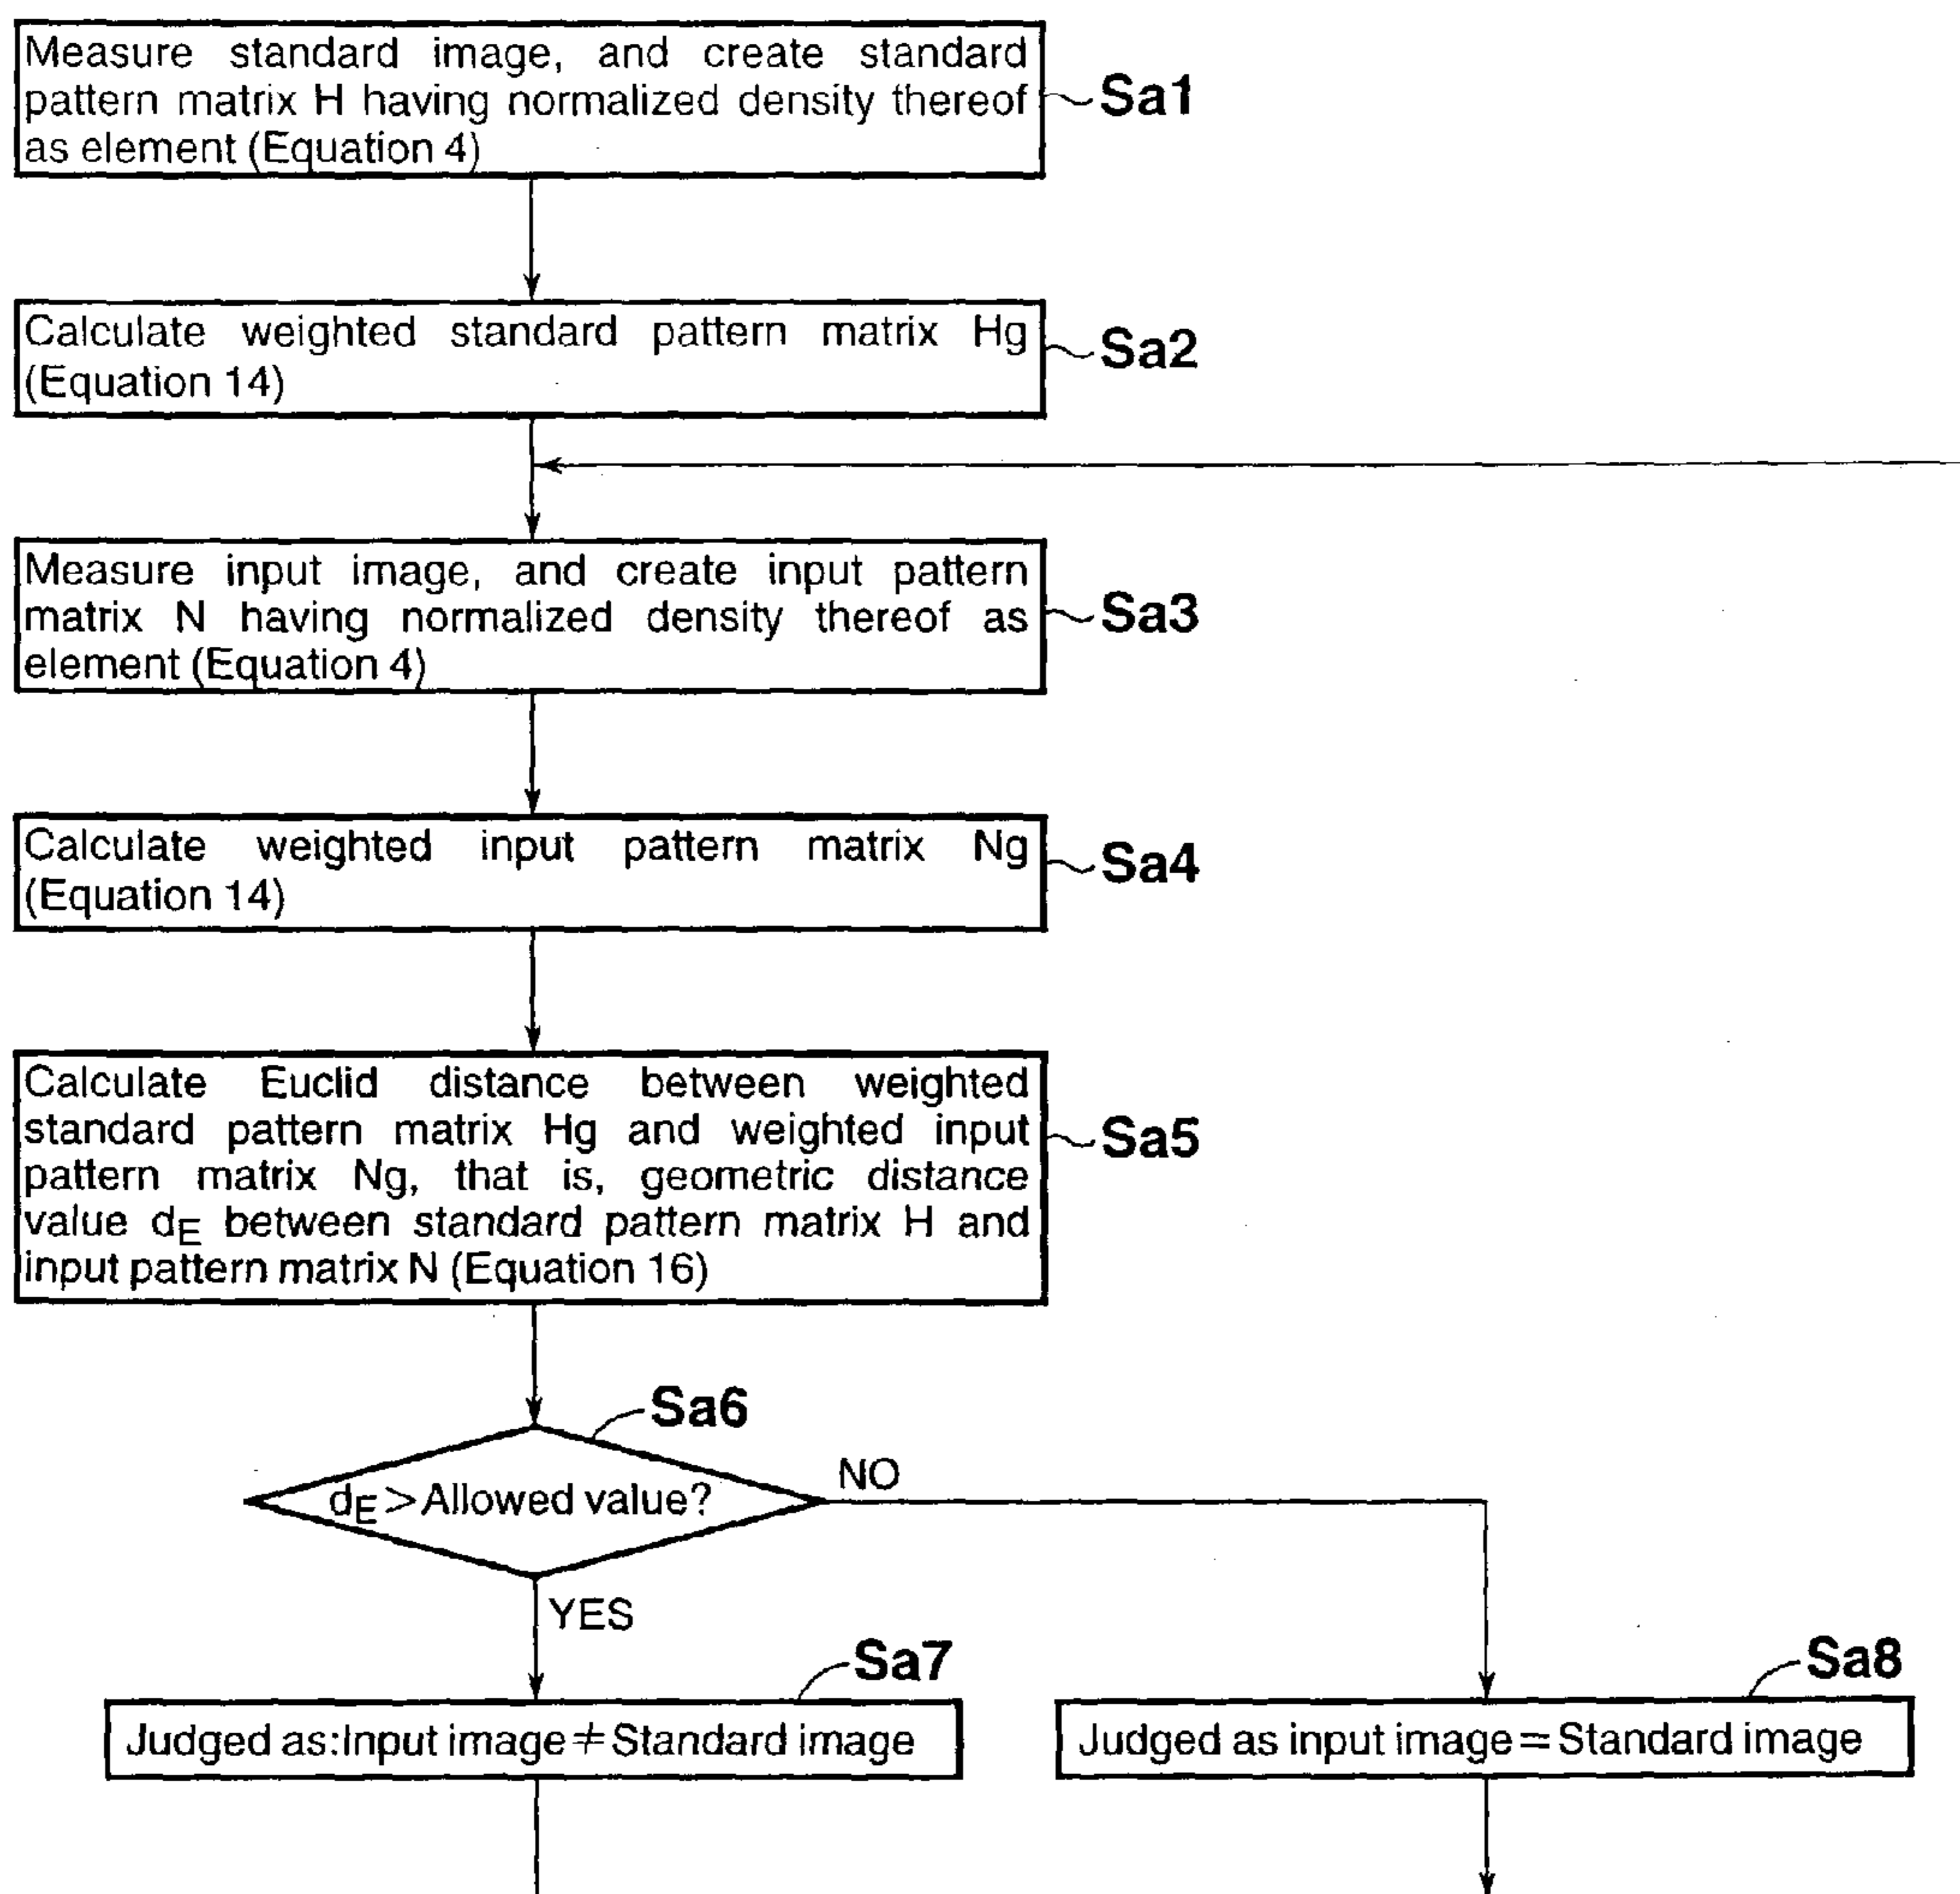 Measure standard image, and create standard
pattern matrix H having normalized density thereof
as element (Equation 4)
Sa1
Calculate weighted standard pattern matrix Hg
(Equation 14)
Sa2
Measure input image, and create input pattern
matrix N having normalized density thereof as
element (Equation 4)
Sa3
Calculate weighted input pattern matrix Ng
(Equation 14)
Sa4
Calculate Euclid distance between weighted
standard pattern matrix Hg and weighted input
pattern matrix Ng, that is, geometric distance
value dE between standard pattern matrix H and
input pattern matrix N (Equation 16)
Sa5
Sa6
dE>Allowed value?
NO
YES
Sa7
Judged as:Input image≠Standard image
Sa8
Judged as input image=Standard image